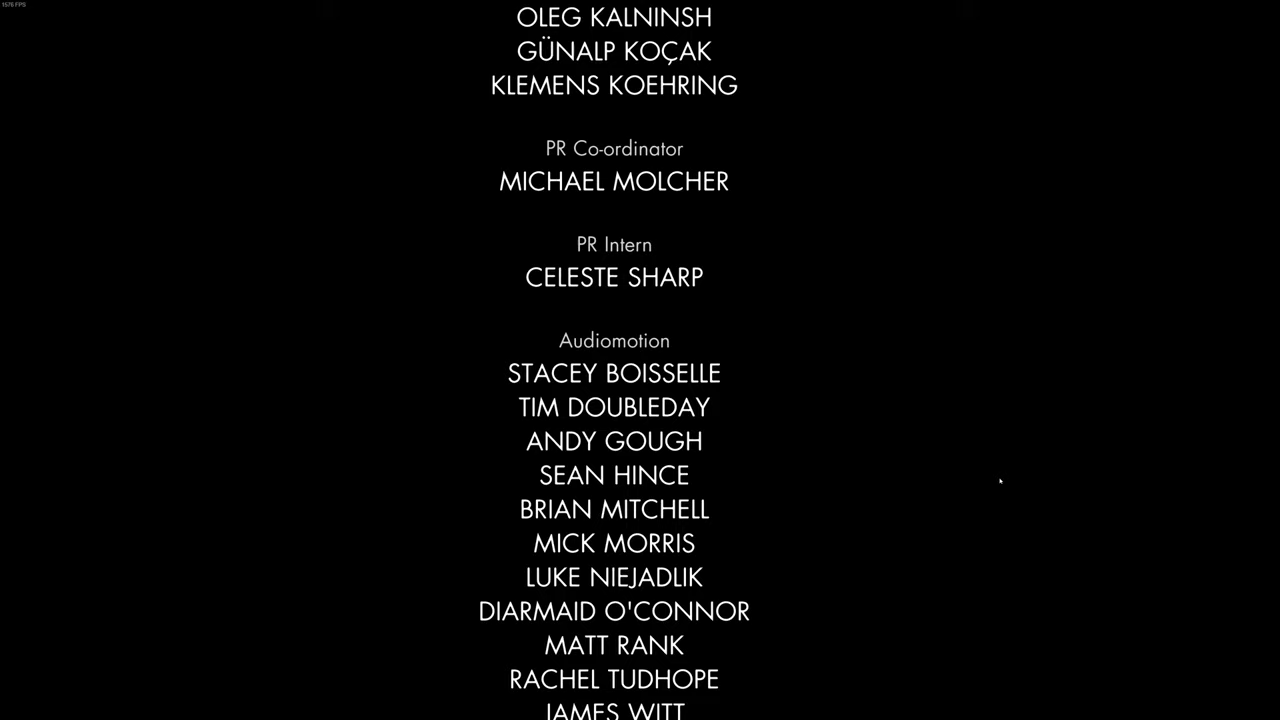 1576 FPS
OLEG KALNINSH
GÜNALP KOÇAK
KLEMENS KOEHRING
PR Co-ordinator
MICHAEL MOLCHER
PR Intern
CELESTE SHARP
Audiomotion
STACEY BOISSELLE
TIM DOUBLEDAY
ANDY GOUGH
SEAN HINCE
BRIAN MITCHELL
MICK MORRIS
LUKE NIEJADLIK
DIARMAID O'CONNOR
MATT RANK
RACHEL TUDHOPE
JAMES WITT